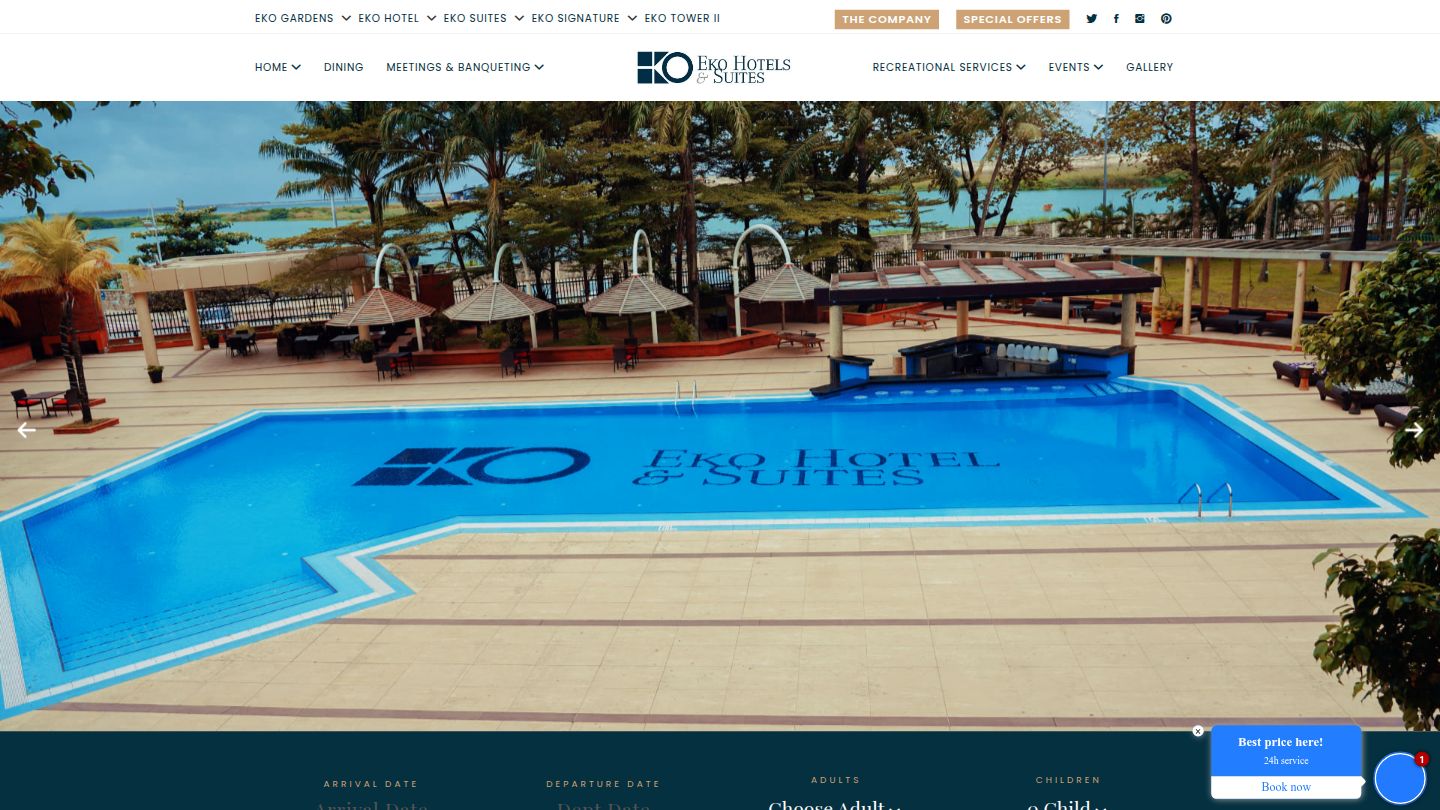 EKO GARDENS EKO HOTEL EKO SUITES EKO SIGNATURE EKO TOWER II THE COMPANY SPECIAL OFFERS
HOME DINING MEETINGS & BANQUETING
EKO HOTELS
& SUITES
RECREATIONAL SERVICES EVENTS GALLERY
EKO HOTEL
& SUITES
ARRIVAL DATE
Arrival Date
DEPARTURE DATE
Dept Date
ADULTS
Choose Adult
CHILDREN
0 Child
x
Best price here!
24h service
Book now
1